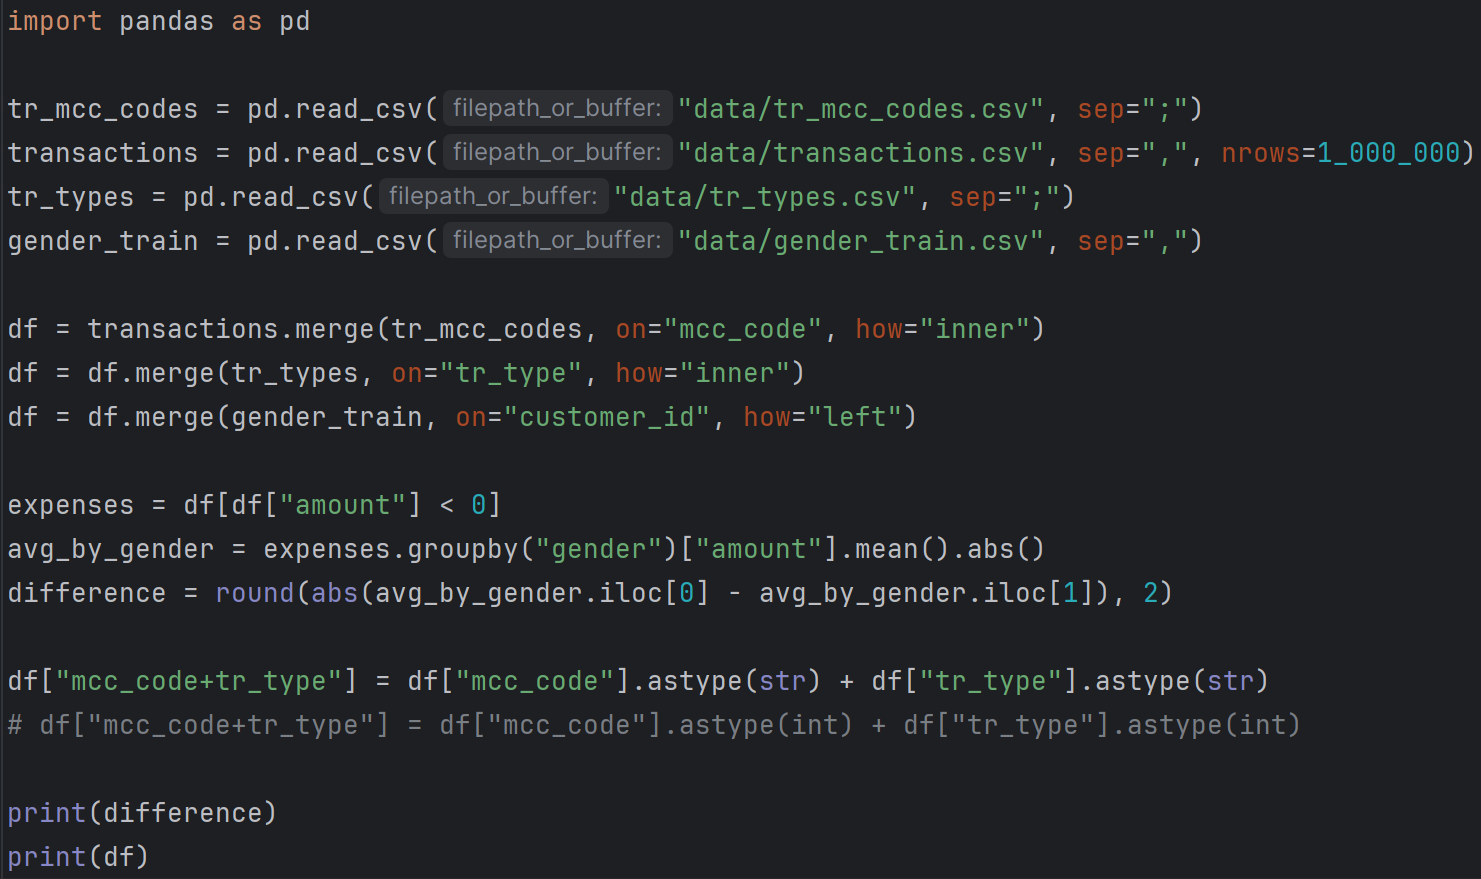 import pandas as pd
tr_mcc_codes = pd.read_csv( filepath_or_buffer: "data/tr_mcc_codes.csv", sep=";")
transactions = pd.read_csv( filepath_or_buffer: "data/transactions.csv", sep=",", nrows=1_000_000)
tr_types = pd.read_csv( filepath_or_buffer: "data/tr_types.csv", sep=";")
gender_train = pd.read_csv( filepath_or_buffer: "data/gender_train.csv", sep=",")
df = transactions.merge(tr_mcc_codes, on="mcc_code", how="inner")
df = df.merge(tr_types, on="tr_type", how="inner")
df = df.merge(gender_train, on="customer_id", how="left")
expenses = df[df["amount"] < 0]
avg_by_gender = expenses.groupby("gender")["amount"].mean().abs()
difference = round(abs(avg_by_gender.iloc[0] - avg_by_gender.iloc[1]), 2)
df["mcc_code+tr_type"] = df["mcc_code"].astype(str) + df["tr_type"].astype(str)
# df["mcc_code+tr_type"] = df["mcc_code"].astype(int) + df["tr_type"].astype(int)
print(difference)
print(df)